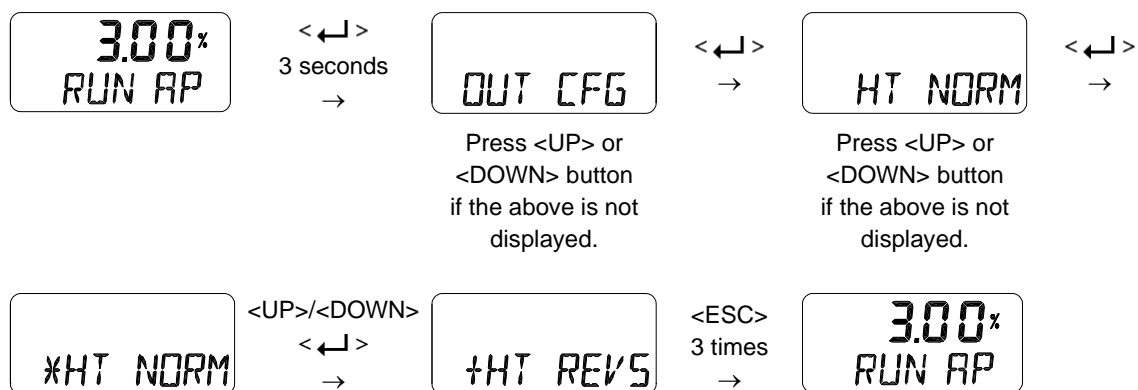 3.00%
RUN AP
< ↵ >
3 seconds
→
OUT CFG
Press <UP> or
<DOWN> button
if the above is not
displayed.
< ↵ >
→
HT NORM
Press <UP> or
<DOWN> button
if the above is not
displayed.
< ↵ >
→
*HT NORM
<UP>/<DOWN>
< ↵ >
→
+HT REVS
<ESC>
3 times
→
3.00%
RUN AP